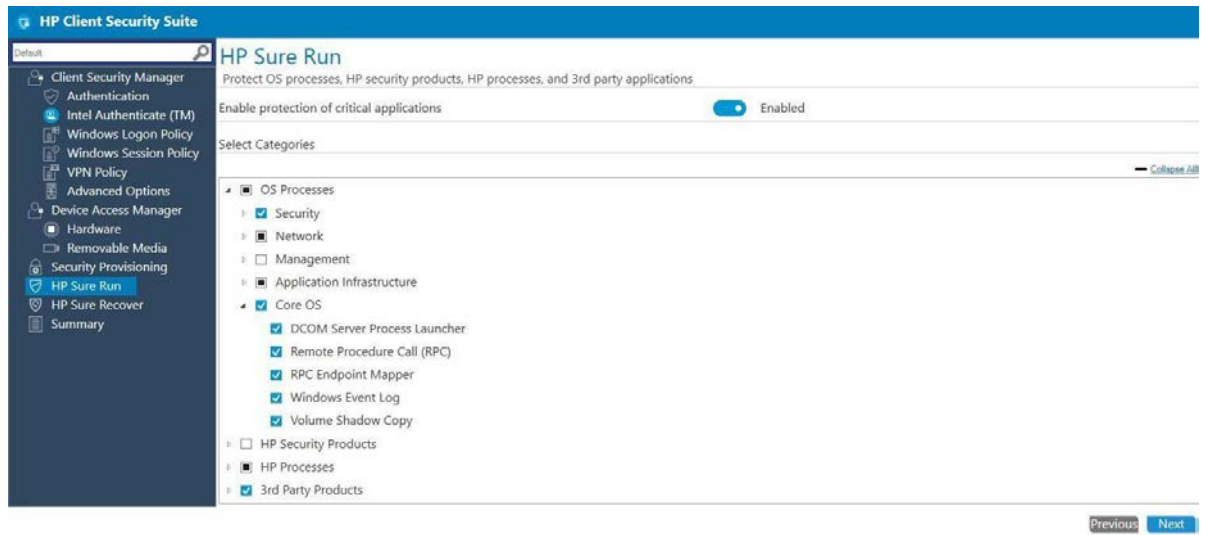 HP Client Security Suite
Default
Client Security Manager
Authentication
Intel Authenticate (TM)
Windows Logon Policy
Windows Session Policy
VPN Policy
Advanced Options
Device Access Manager
Hardware
Removable Media
Security Provisioning
HP Sure Run
HP Sure Recover
Summary
HP Sure Run
Protect OS processes, HP security products, HP processes, and 3rd party applications
Enable protection of critical applications
Enabled
Select Categories
Collapse All
OS Processes
Security
Network
Management
Application Infrastructure
Core OS
DCOM Server Process Launcher
Remote Procedure Call (RPC)
RPC Endpoint Mapper
Windows Event Log
Volume Shadow Copy
HP Security Products
HP Processes
3rd Party Products
Previous
Next